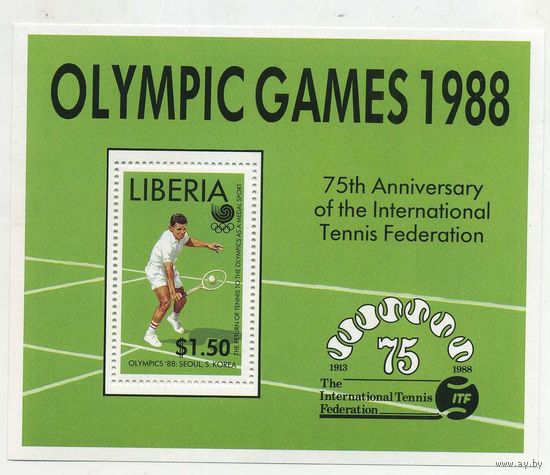 OLYMPIC GAMES 1988
LIBERIA
THE RETURN OF TENNIS TO THE OLYMPICS AS A MEDAL SPORT
$1.50
OLYMPICS '88: SEOUL, S. KOREA
75th Anniversary
of the International
Tennis Federation
75
1913
1988
The
International Tennis
Federation
ITF
www.ay.by